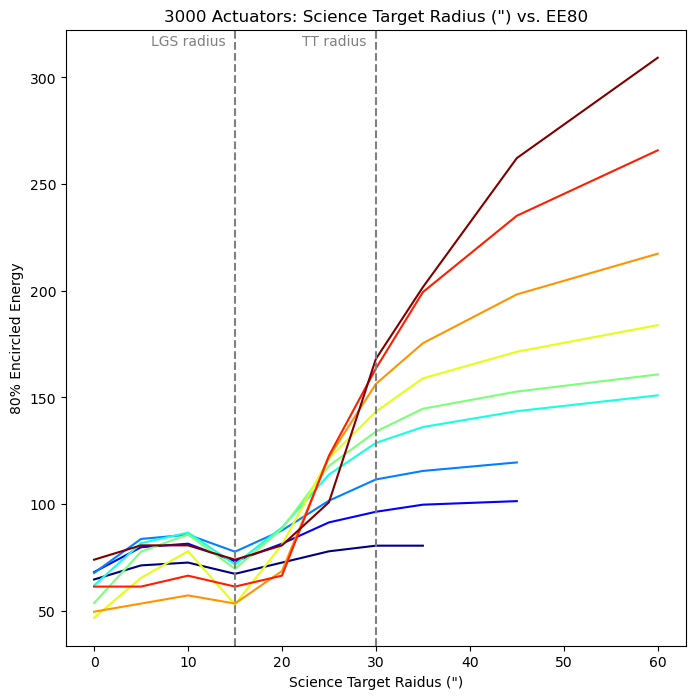 3000 Actuators: Science Target Radius (") vs. EE80
LGS radius
TT radius
80% Encircled Energy
300
250
200
150
100
50
0
10
20
30
40
50
60
Science Target Raidus (")